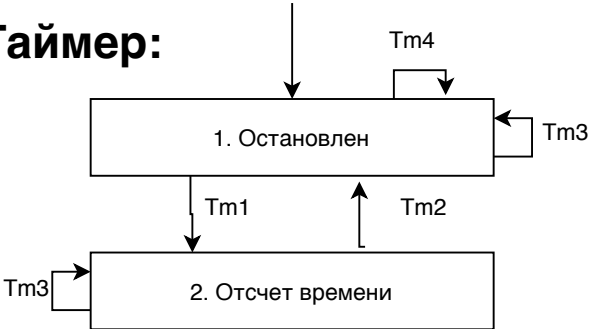 Таймер:
Tm4
1. Остановлен
Tm3
Tm1
Tm2
Tm3
2. Отсчет времени